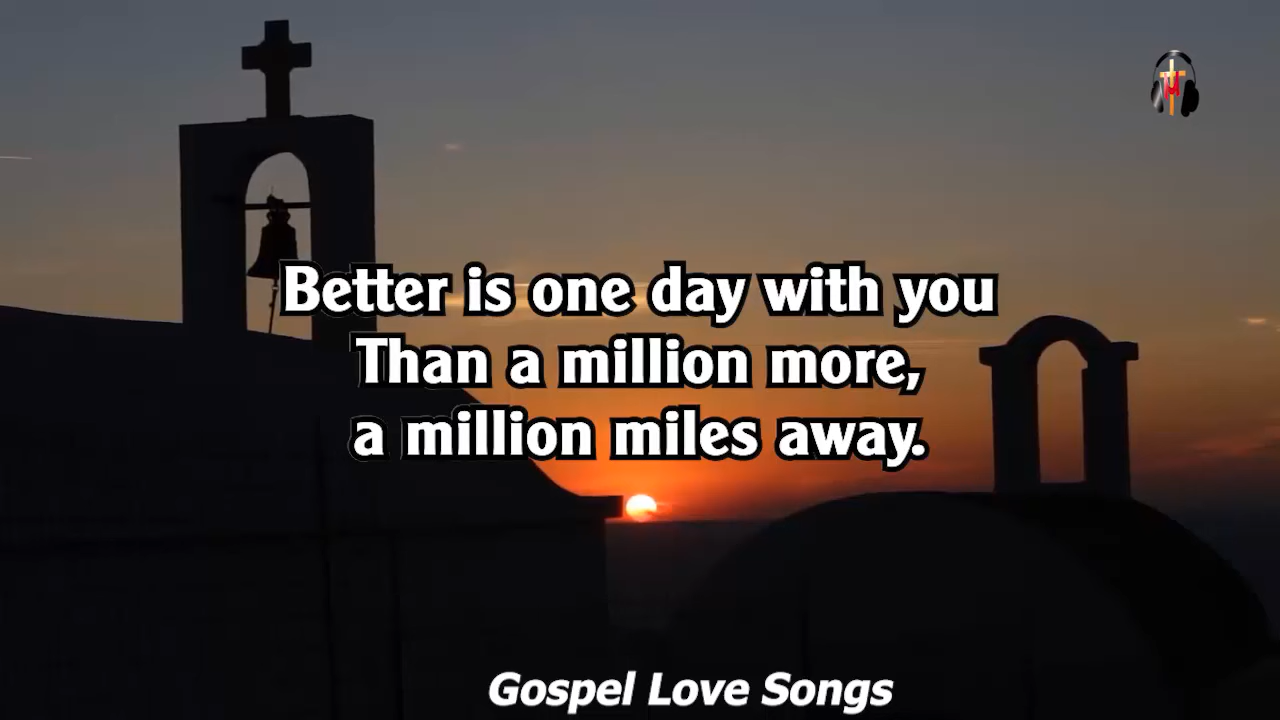 Better is one day with you
Than a million more,
a million miles away.
Gospel Love Songs